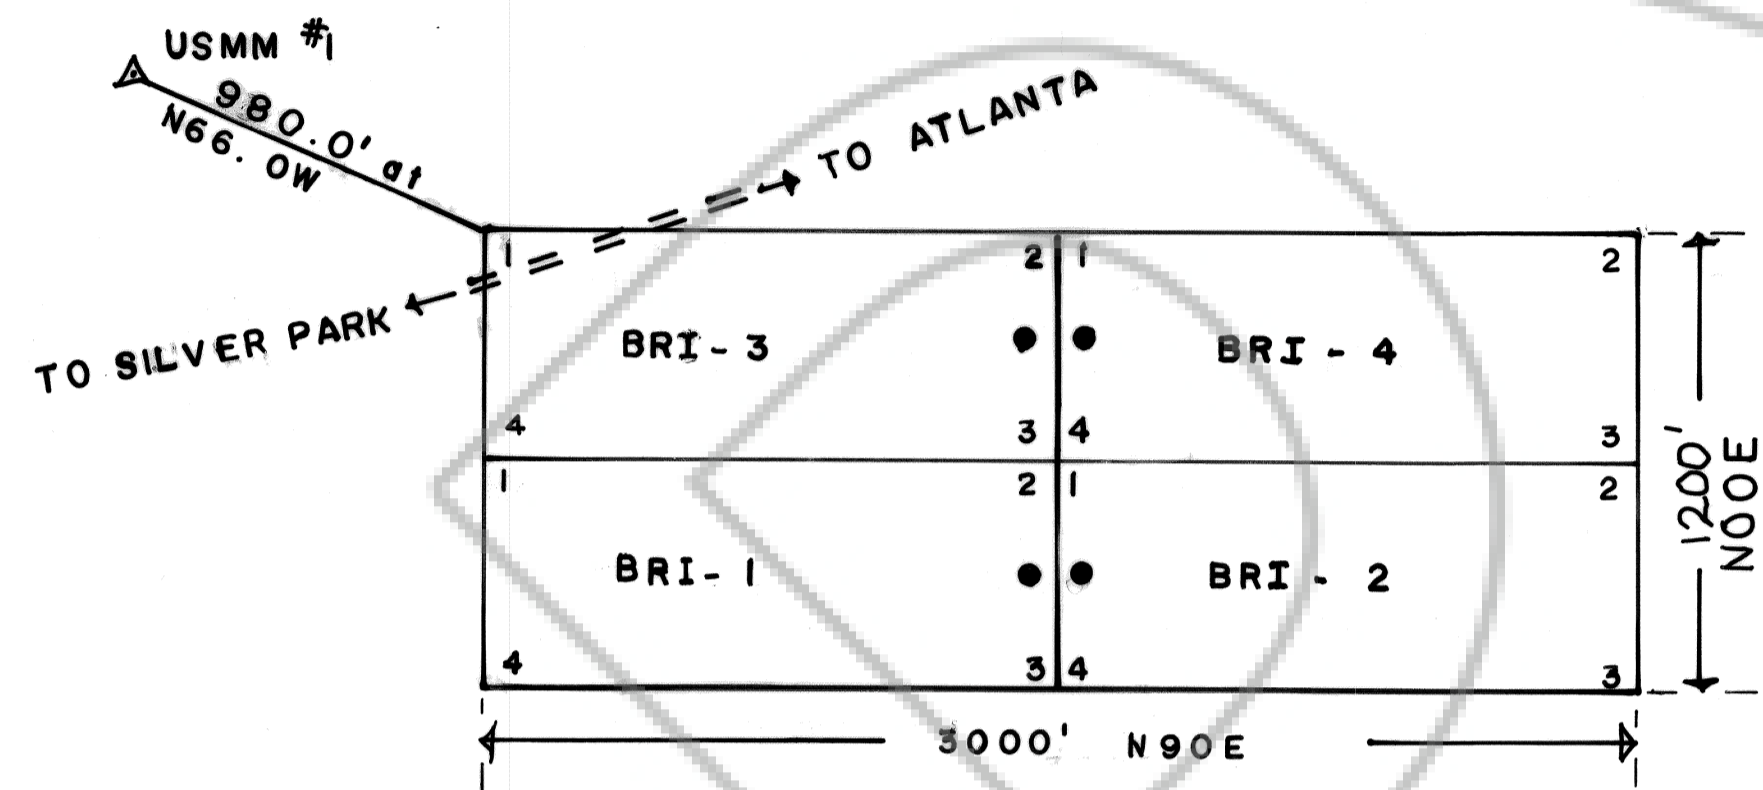 USMM #1
980.0' at
N66.0W
TO ATLANTA
TO SILVER PARK
1 2 1 2
BRI-3 BRI - 4
4 3 4 3
1 2 1 2
BRI-1 BRI - 2
4 3 4 3
1200'
N00E
3000' N90E